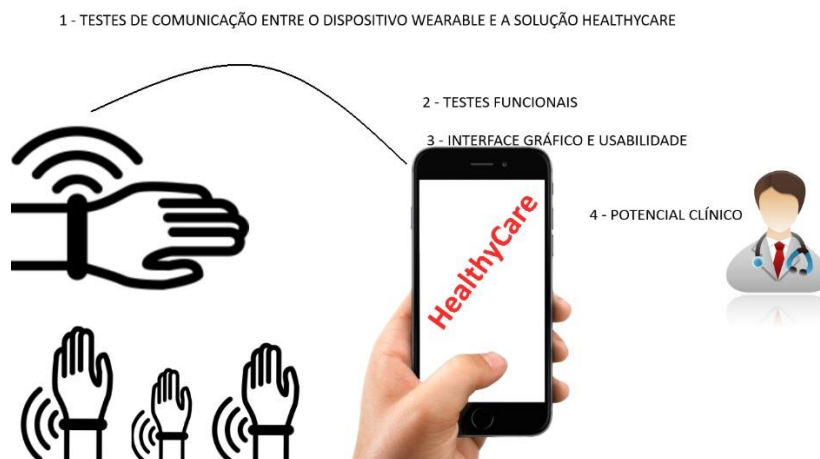 1 - TESTES DE COMUNICAÇÃO ENTRE O DISPOSITIVO WEARABLE E A SOLUÇÃO HEALTHYCARE
2 - TESTES FUNCIONAIS
3 - INTERFACE GRÁFICO E USABILIDADE
4 - POTENCIAL CLÍNICO
HealthyCare